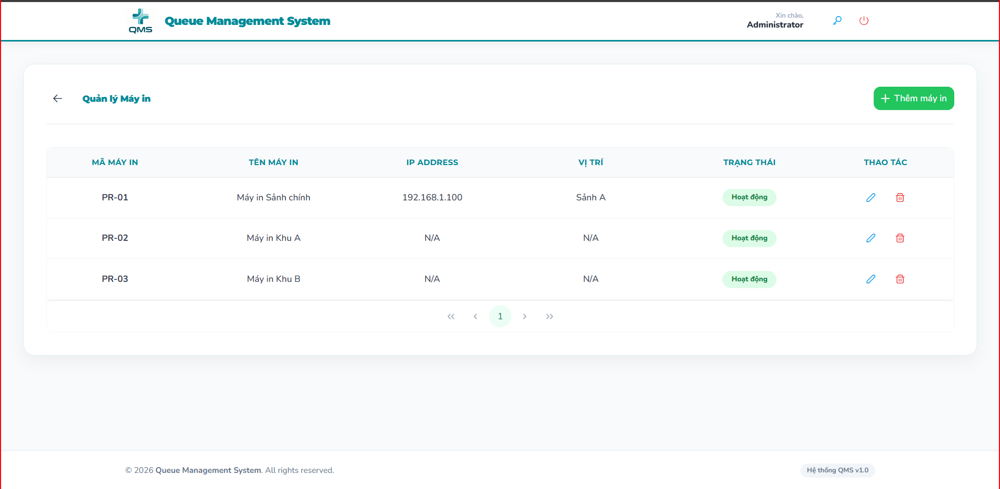 QMS
Queue Management System
Xin chào,
Administrator
Quản lý Máy in
Thêm máy in
MÃ MÁY IN TÊN MÁY IN IP ADDRESS VỊ TRÍ TRẠNG THÁI THAO TÁC
PR-01 Máy in Sảnh chính 192.168.1.100 Sảnh A Hoạt động
PR-02 Máy in Khu A N/A N/A Hoạt động
PR-03 Máy in Khu B N/A N/A Hoạt động
1
© 2026 Queue Management System. All rights reserved.
Hệ thống QMS v1.0